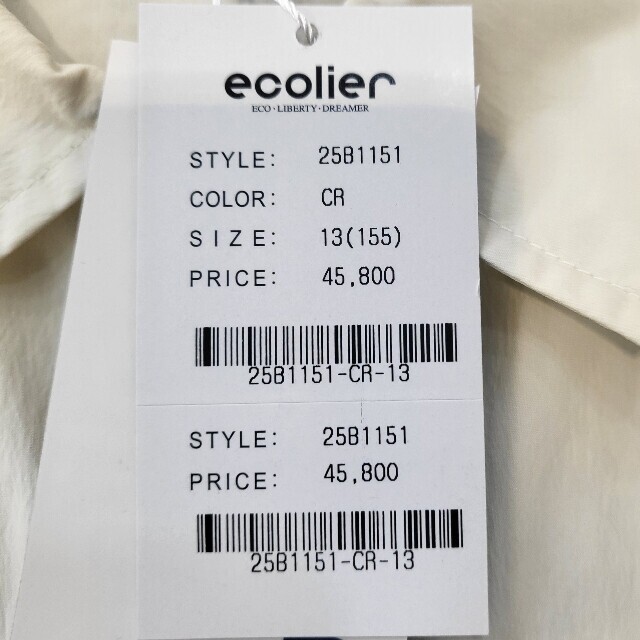 ecolier
ECO·LIBERTY·DREAMER
STYLE: 25B1151
COLOR: CR
SIZE: 13(155)
PRICE: 45,800
25B1151-CR-13
STYLE: 25B1151
PRICE: 45,800
25B1151-CR-13